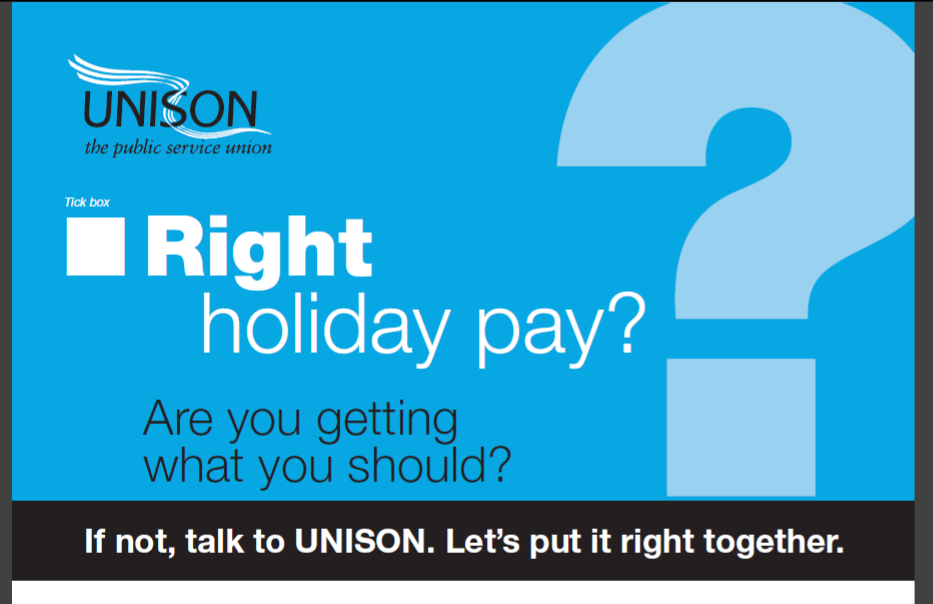 UNISON
the public service union
Tick box
Right
holiday pay?
Are you getting
what you should?
If not, talk to UNISON. Let’s put it right together.